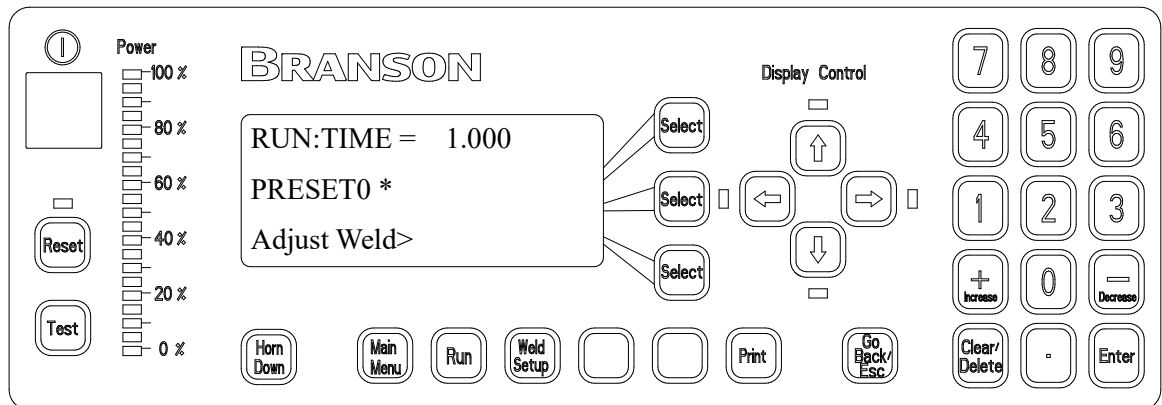 Power
100 %
80 %
60 %
40 %
20 %
0 %
Reset
Test
BRANSON
RUN:TIME = 1.000
PRESET0 *
Adjust Weld>
Select
Select
Select
Display Control
Horn
Down
Main
Menu
Run
Weld
Setup
Print
Go
Back/
Esc
7 8 9
4 5 6
1 2 3
+
Increase
0
−
Decrease
Clear/
Delete
.
Enter